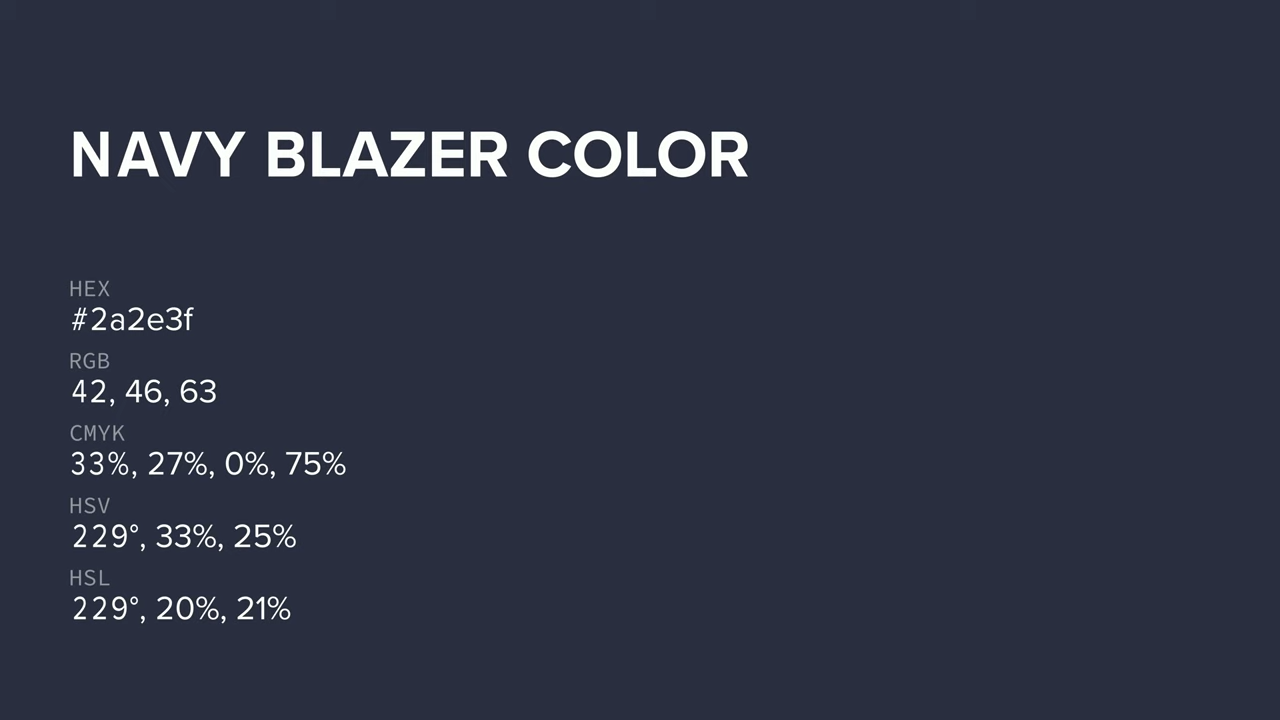 NAVY BLAZER COLOR
HEX
#2a2e3f
RGB
42, 46, 63
CMYK
33%, 27%, 0%, 75%
HSV
229°, 33%, 25%
HSL
229°, 20%, 21%